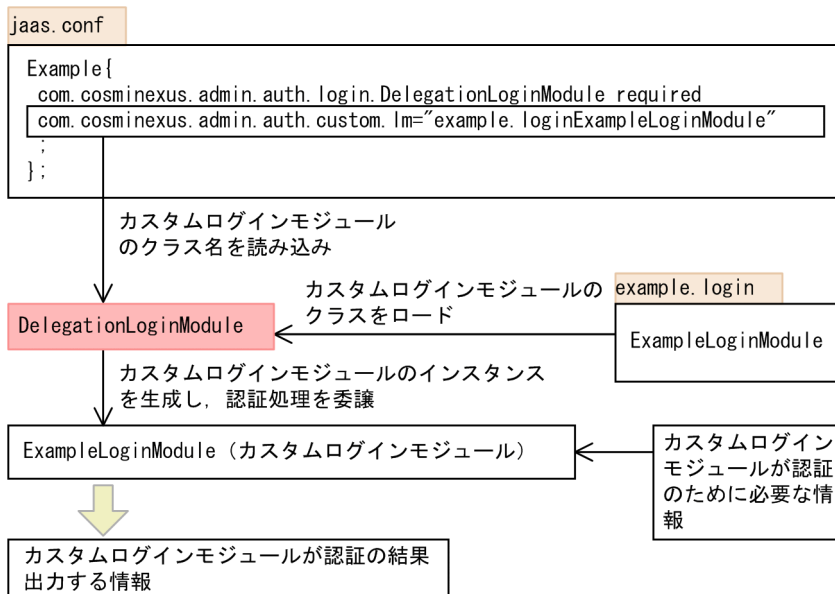 jaas.conf
Example{
com.cosminexus.admin.auth.login.DelegationLoginModule required
com.cosminexus.admin.auth.custom.lm="example.loginExampleLoginModule"
;
};
カスタムログインモジュール
のクラス名を読み込み
カスタムログインモジュールの
クラスをロード
example.login
ExampleLoginModule
DelegationLoginModule
カスタムログインモジュールのインスタンス
を生成し，認証処理を委譲
ExampleLoginModule（カスタムログインモジュール）
カスタムログイン
モジュールが認証
のために必要な情
報
カスタムログインモジュールが認証の結果
出力する情報